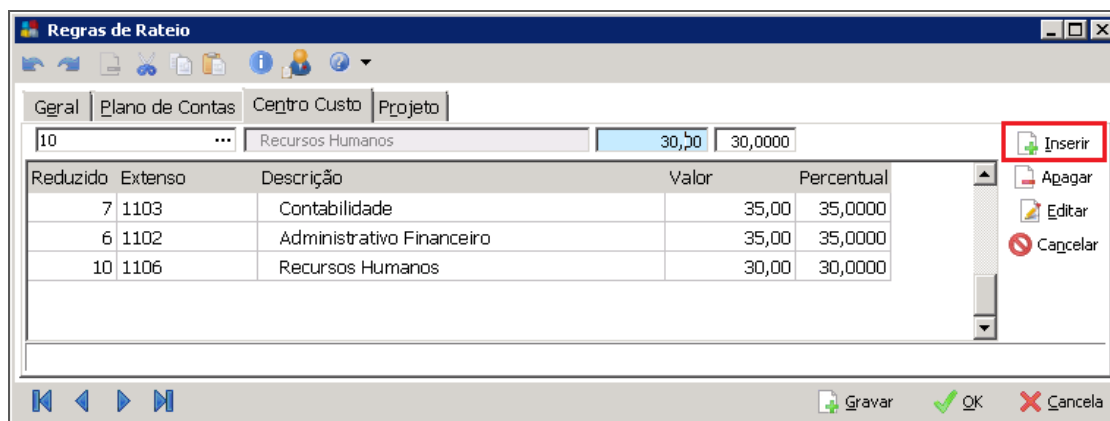 Regras de Rateio
Geral Plano de Contas Centro Custo Projeto
10 ... Recursos Humanos 30,00 30,0000 Inserir
Reduzido Extenso Descrição Valor Percentual Apagar
7 1103 Contabilidade 35,00 35,0000 Editar
6 1102 Administrativo Financeiro 35,00 35,0000 Cancelar
10 1106 Recursos Humanos 30,00 30,0000
Gravar OK Cancela